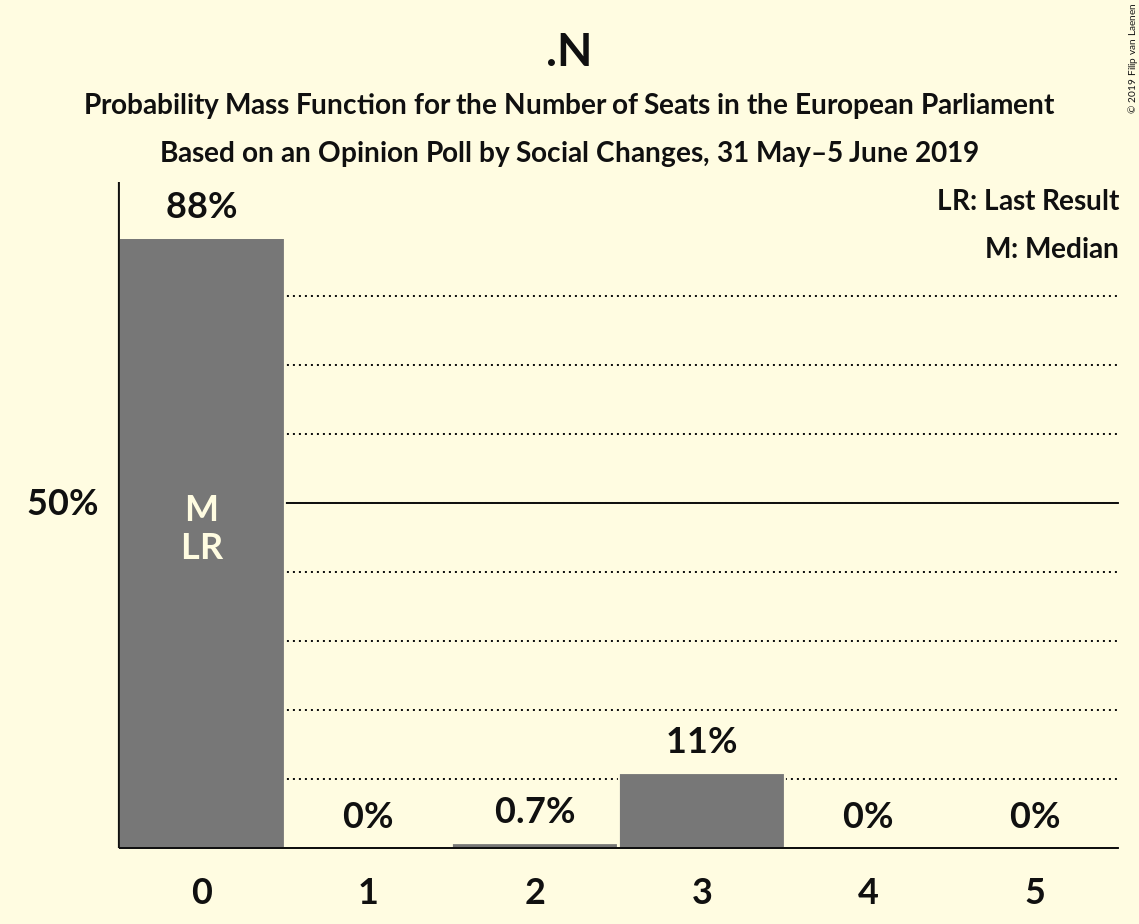 .N
Probability Mass Function for the Number of Seats in the European Parliament
Based on an Opinion Poll by Social Changes, 31 May–5 June 2019
© 2019 Filip van Laenen
LR: Last Result
M: Median
88%
50%
M
LR
0%
0.7%
11%
0%
0%
0 1 2 3 4 5